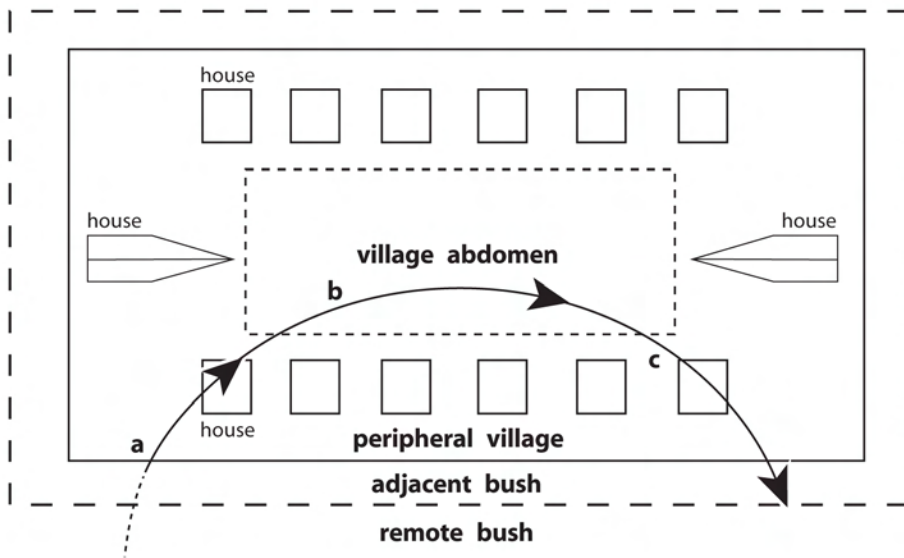 house
house
house
village abdomen
b
c
house
a
peripheral village
adjacent bush
remote bush